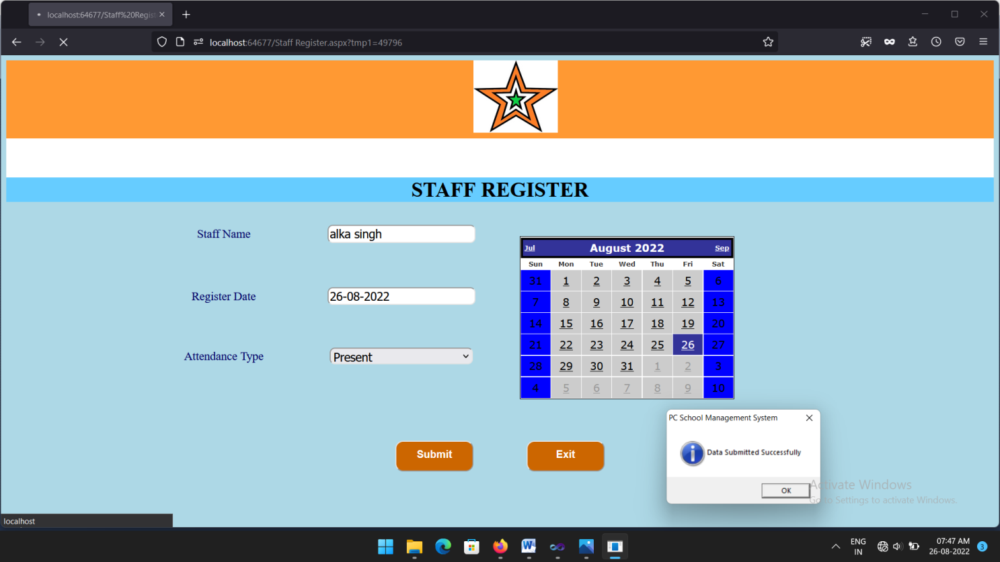 localhost:64677/Staff%20Regist
localhost:64677/Staff Register.aspx?tmp1=49796
STAFF REGISTER
Staff Name
alka singh
Register Date
26-08-2022
Attendance Type
Present
Jul August 2022 Sep
Sun Mon Tue Wed Thu Fri Sat
31 1 2 3 4 5 6
7 8 9 10 11 12 13
14 15 16 17 18 19 20
21 22 23 24 25 26 27
28 29 30 31 1 2 3
4 5 6 7 8 9 10
Submit
Exit
PC School Management System
Data Submitted Successfully
OK
Activate Windows
Go to Settings to activate Windows.
localhost
W
ENG
IN
07:47 AM
26-08-2022
3